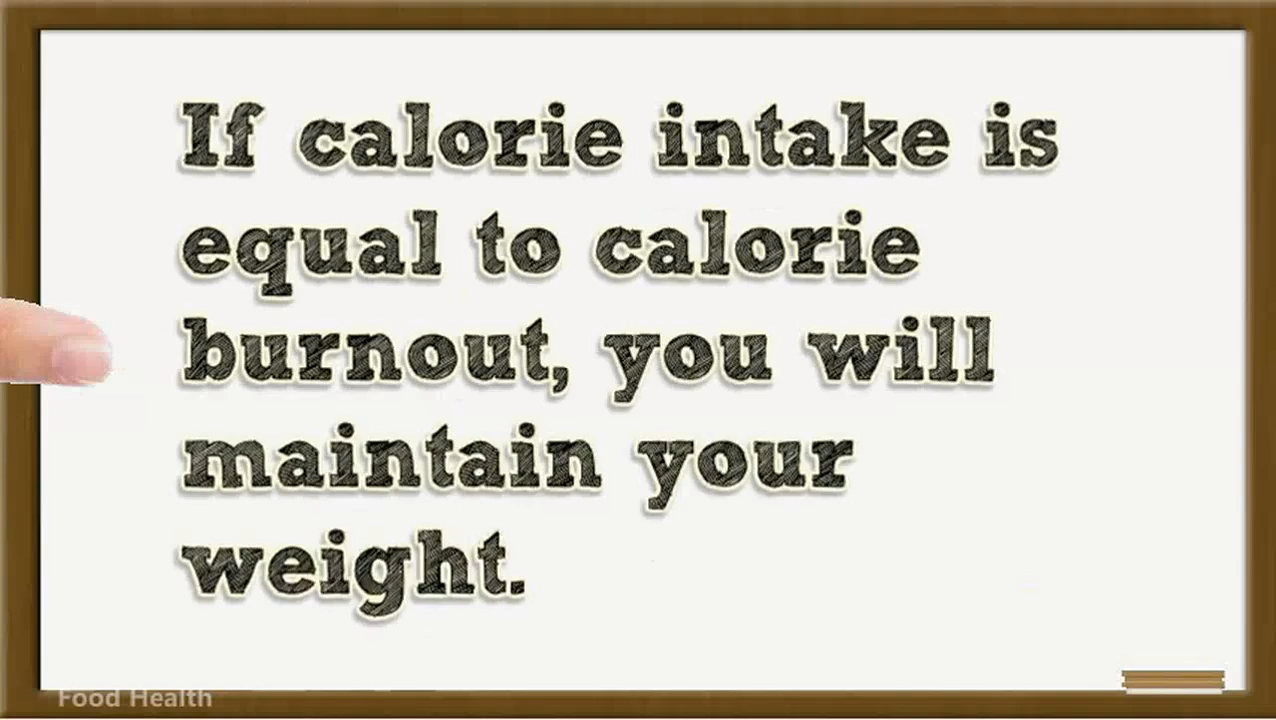 If calorie intake is
equal to calorie
burnout, you will
maintain your
weight.
Food Health